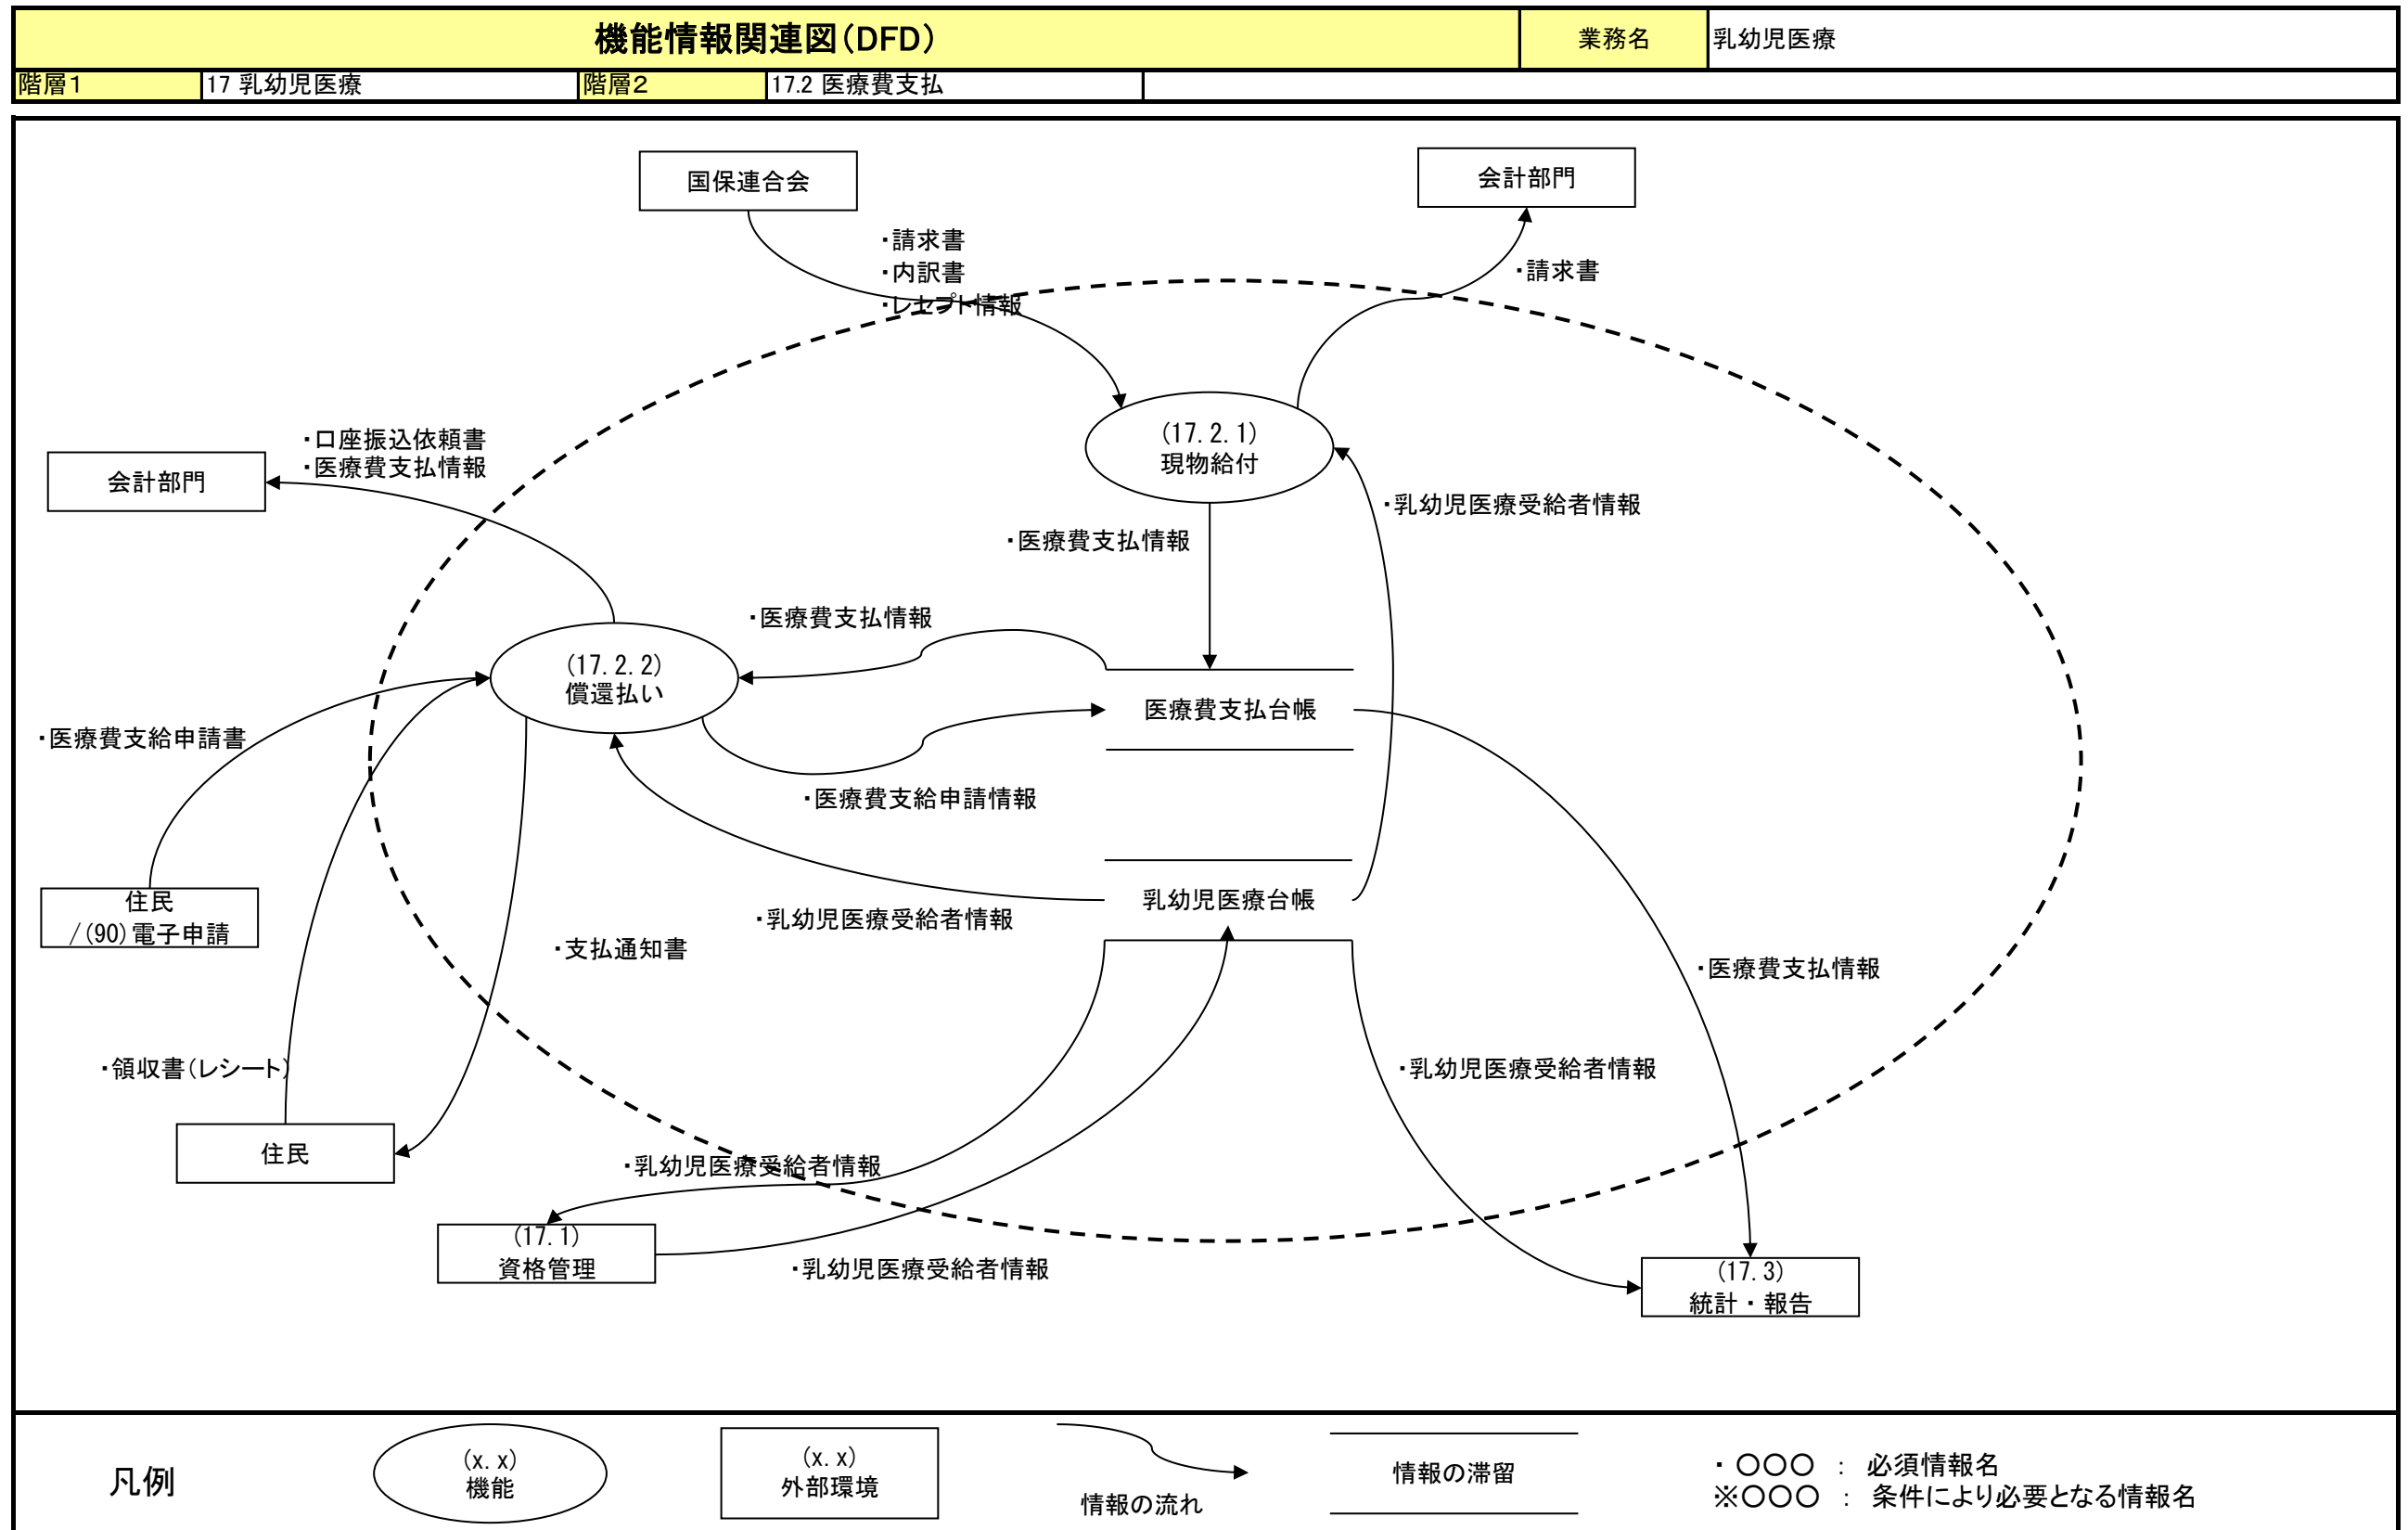 機能情報関連図(DFD)
業務名
乳幼児医療
階層1
17 乳幼児医療
階層2
17.2 医療費支払
国保連合会
会計部門
・請求書
・内訳書
・レセプト情報
・請求書
(17.2.1)
現物給付
・口座振込依頼書
・医療費支払情報
会計部門
・乳幼児医療受給者情報
・医療費支払情報
・医療費支払情報
(17.2.2)
償還払い
医療費支払台帳
・医療費支給申請書
・医療費支給申請情報
住民
/(90)電子申請
乳幼児医療台帳
・乳幼児医療受給者情報
・支払通知書
・医療費支払情報
・領収書(レシート)
・乳幼児医療受給者情報
住民
・乳幼児医療受給者情報
(17.1)
資格管理
・乳幼児医療受給者情報
(17.3)
統計・報告
凡例
(x.x)
機能
(x.x)
外部環境
情報の流れ
情報の滞留
・ 〇〇〇 : 必須情報名
※〇〇〇 : 条件により必要となる情報名